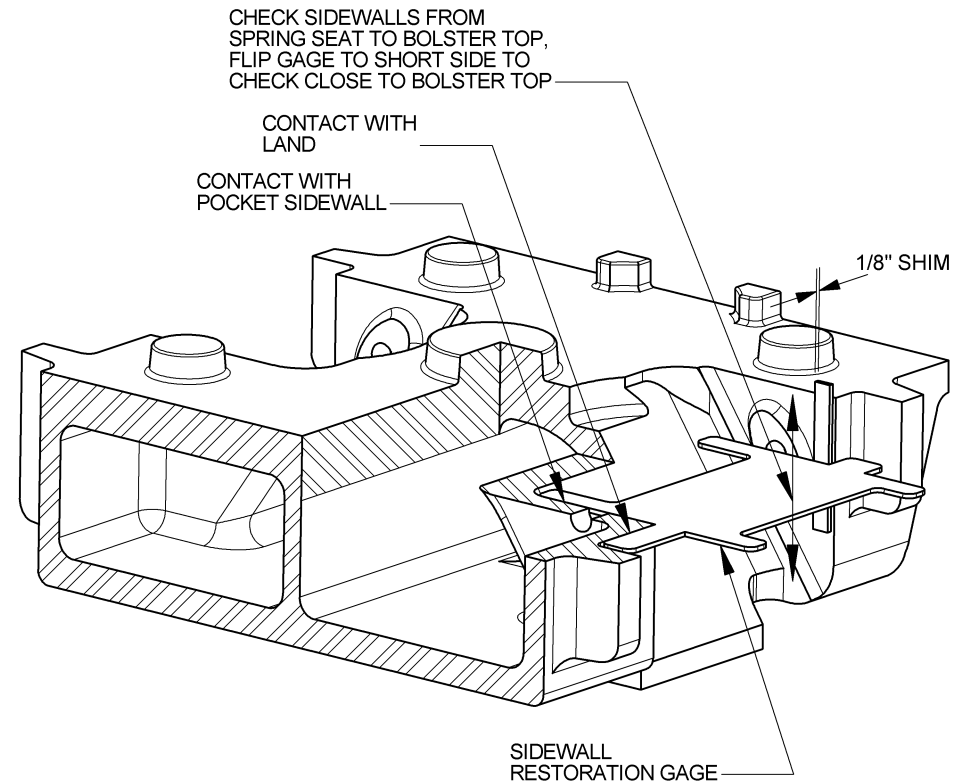 CHECK SIDEWALLS FROM
SPRING SEAT TO BOLSTER TOP,
FLIP GAGE TO SHORT SIDE TO
CHECK CLOSE TO BOLSTER TOP
CONTACT WITH
LAND
CONTACT WITH
POCKET SIDEWALL
1/8" SHIM
SIDEWALL
RESTORATION GAGE